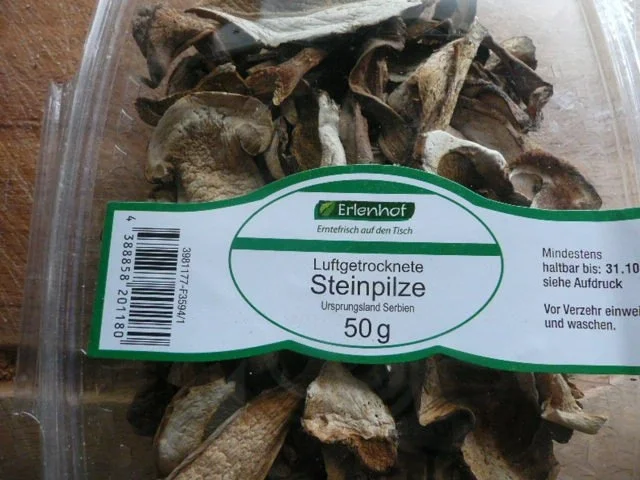 Erlenhof
Erntefrisch auf den Tisch
Luftgetrocknete
Steinpilze
Ursprungsland Serbien
50 g
4 388858 201180
3981177-F3594/1
Mindestens
haltbar bis: 31.10
siehe Aufdruck
Vor Verzehr einwei
und waschen.